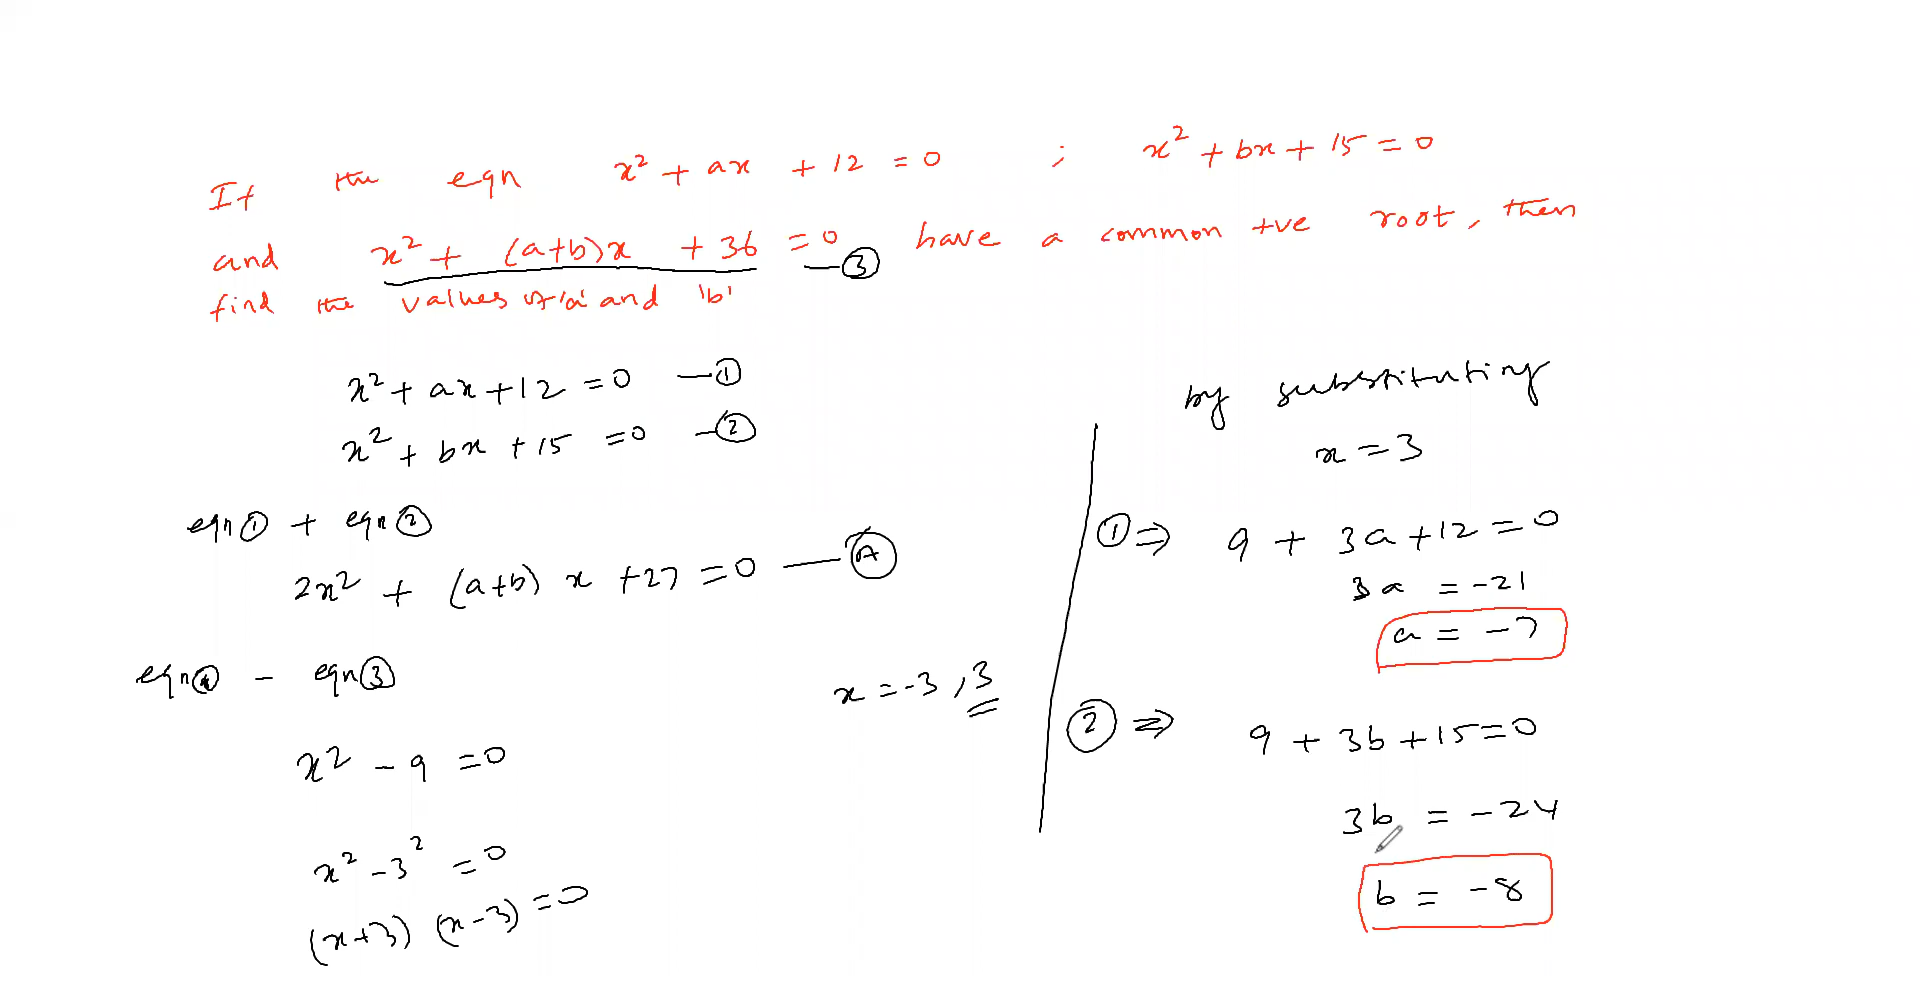 If the eqn x² + ax + 12 = 0 ; x² + bx + 15 = 0
and x² + (a+b)x + 36 = 0 —③ have a common +ve root, then
find the values of 'a' and 'b'
x² + ax + 12 = 0 —①
x² + bx + 15 = 0 —②
eqn① + eqn②
2x² + (a+b) x + 27 = 0 —④
eqn④ - eqn③
x² - 9 = 0
x² - 3² = 0
(x+3) (x-3) = 0
x = -3, 3
by substituting
x = 3
① ⇒ 9 + 3a + 12 = 0
3a = -21
a = -7
② ⇒ 9 + 3b + 15 = 0
3b = -24
b = -8